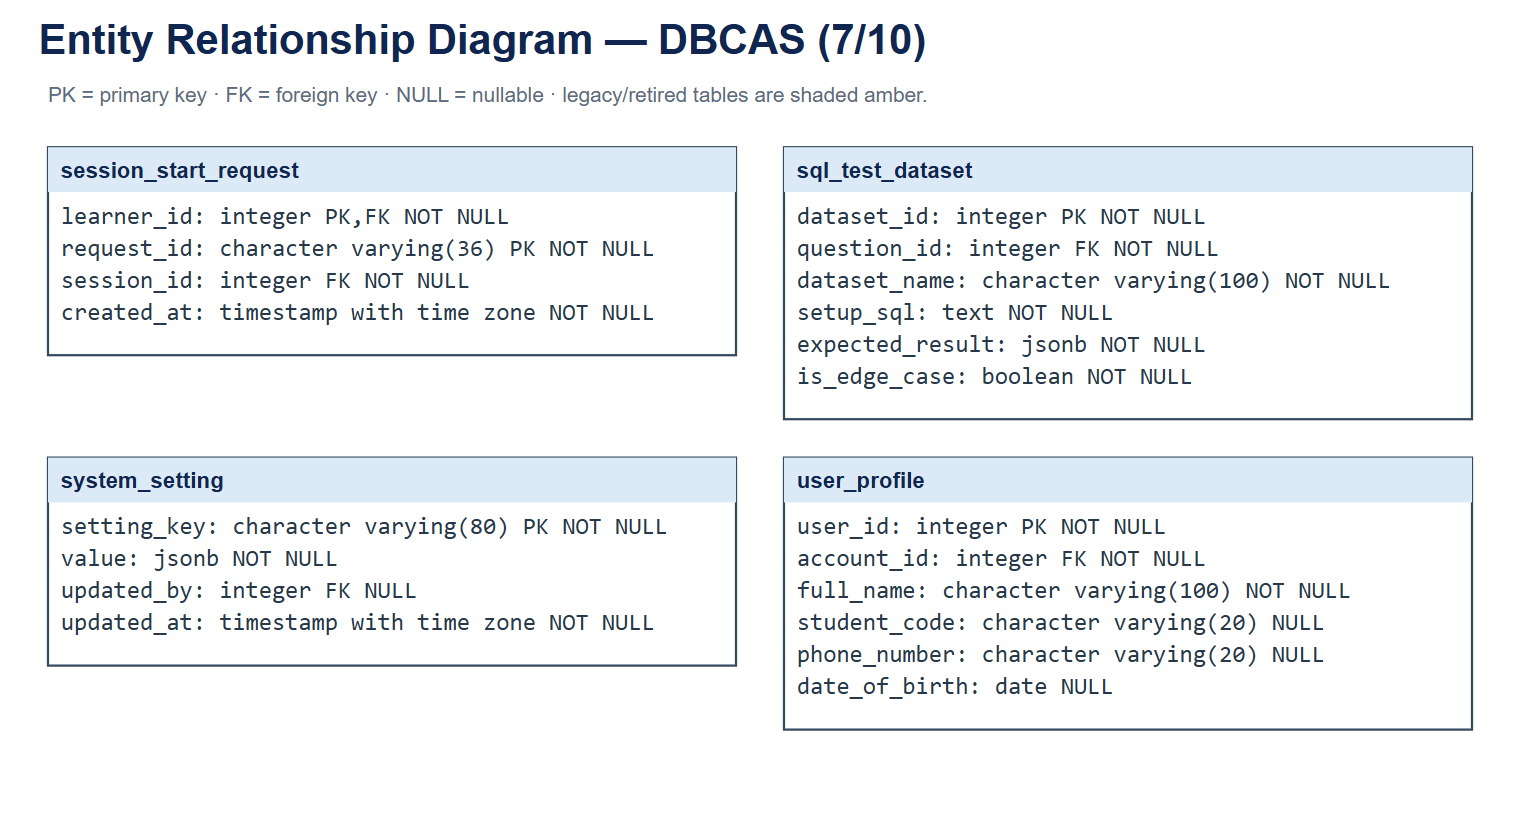 Entity Relationship Diagram — DBCAS (7/10)
PK = primary key · FK = foreign key · NULL = nullable · legacy/retired tables are shaded amber.
session_start_request
learner_id: integer PK,FK NOT NULL
request_id: character varying(36) PK NOT NULL
session_id: integer FK NOT NULL
created_at: timestamp with time zone NOT NULL
sql_test_dataset
dataset_id: integer PK NOT NULL
question_id: integer FK NOT NULL
dataset_name: character varying(100) NOT NULL
setup_sql: text NOT NULL
expected_result: jsonb NOT NULL
is_edge_case: boolean NOT NULL
system_setting
setting_key: character varying(80) PK NOT NULL
value: jsonb NOT NULL
updated_by: integer FK NULL
updated_at: timestamp with time zone NOT NULL
user_profile
user_id: integer PK NOT NULL
account_id: integer FK NOT NULL
full_name: character varying(100) NOT NULL
student_code: character varying(20) NULL
phone_number: character varying(20) NULL
date_of_birth: date NULL